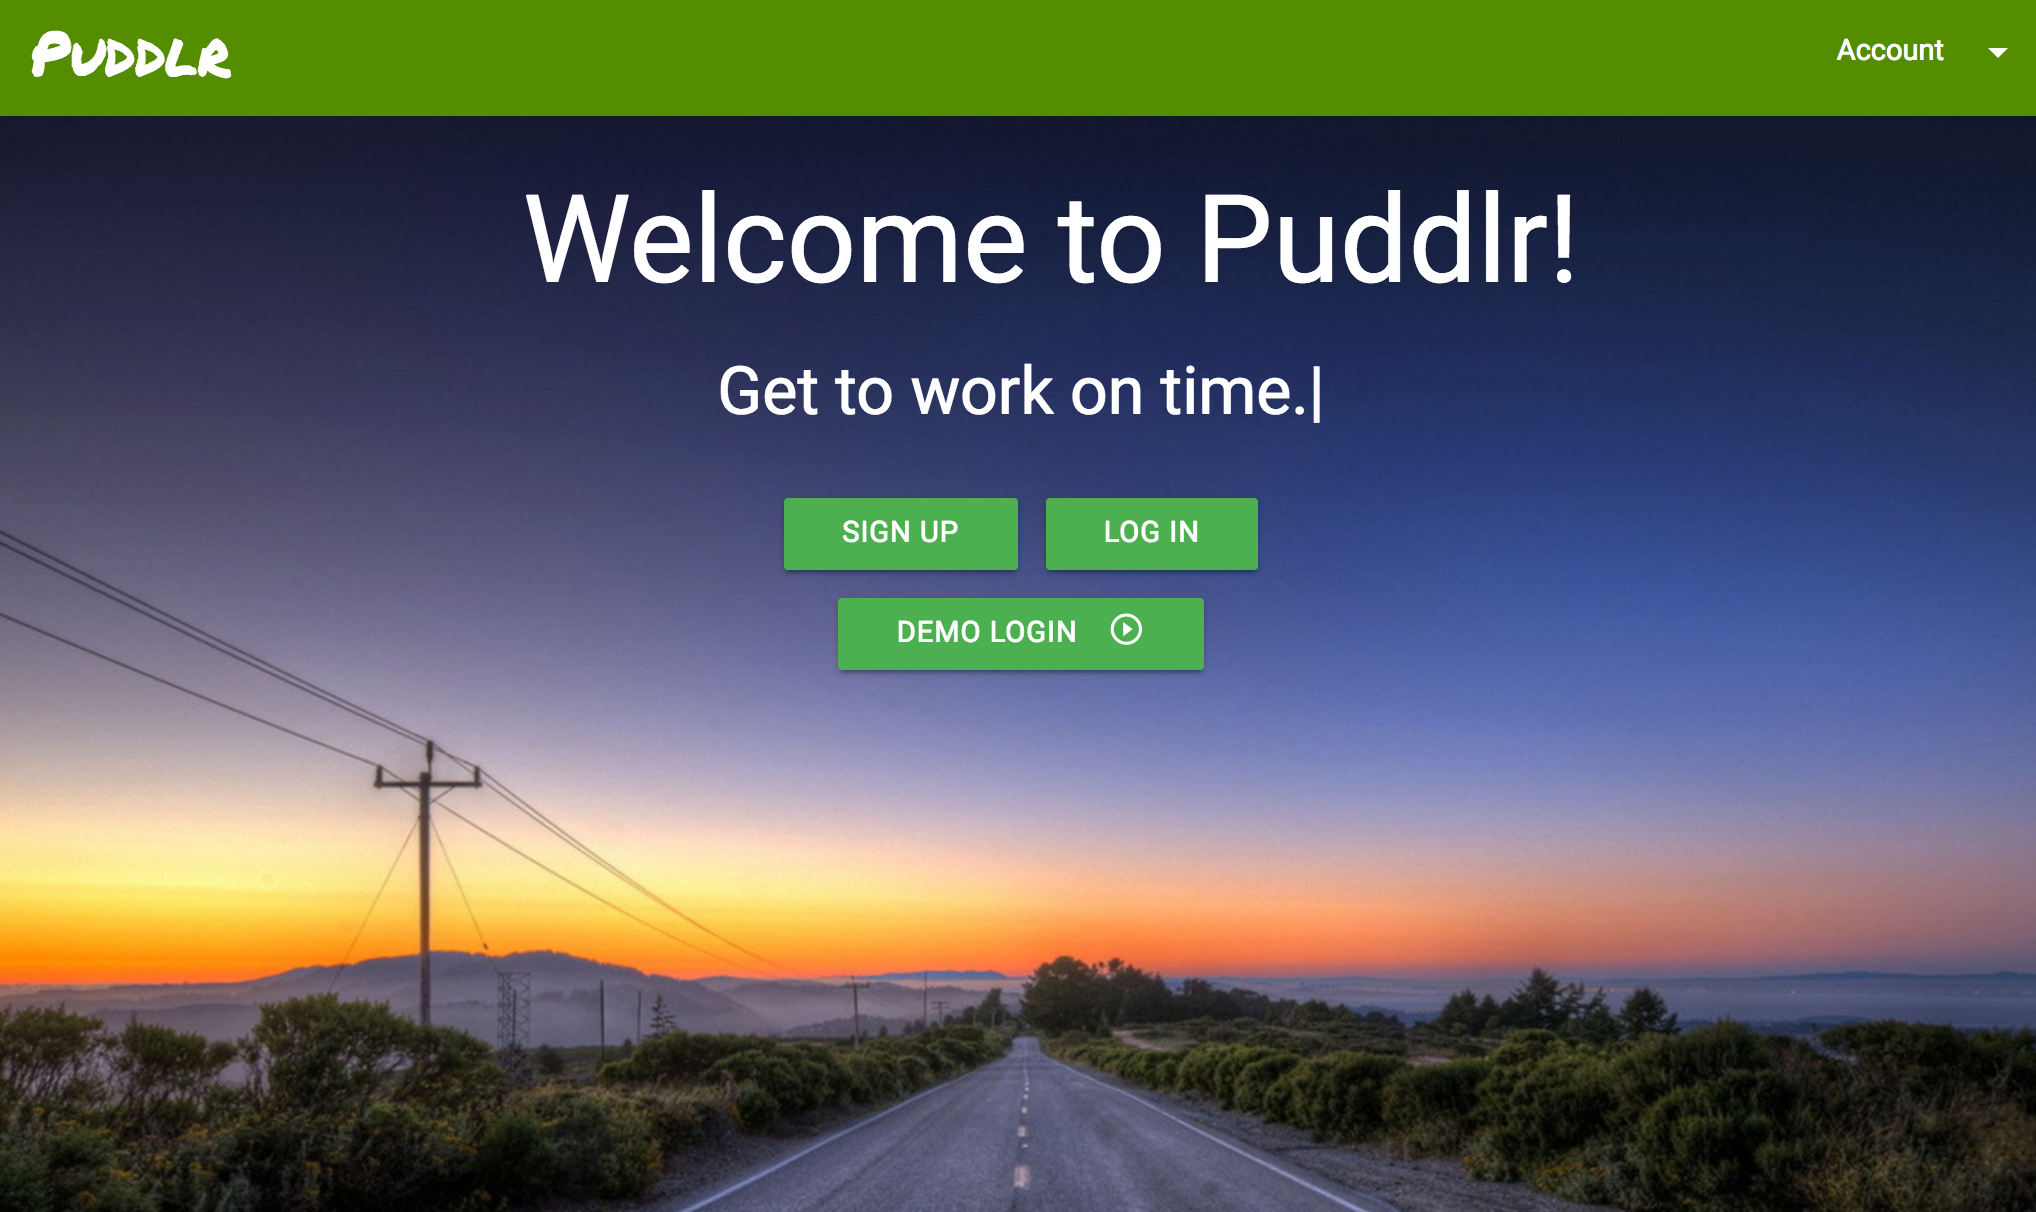 Puddlr
Account
Welcome to Puddlr!
Get to work on time.|
SIGN UP
LOG IN
DEMO LOGIN